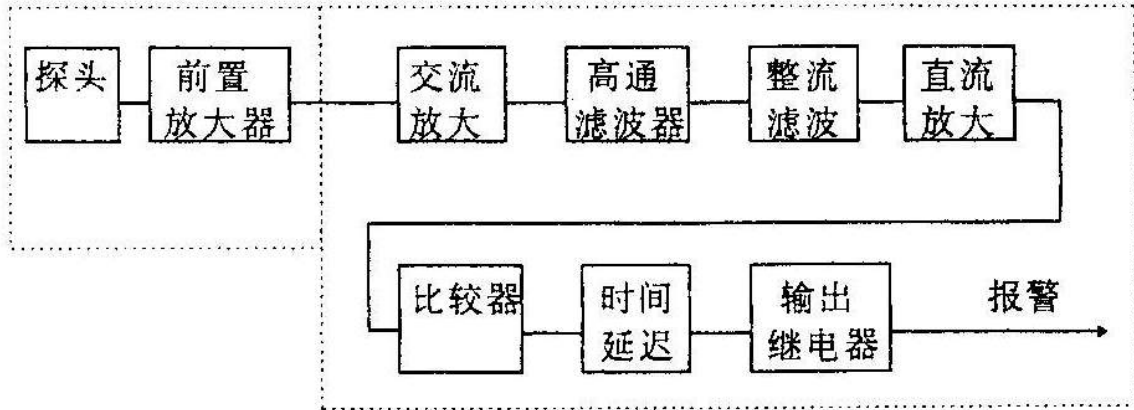 探头
前置
放大器
交流
放大
高通
滤波器
整流
滤波
直流
放大
比较器
时间
延迟
输出
继电器
报警